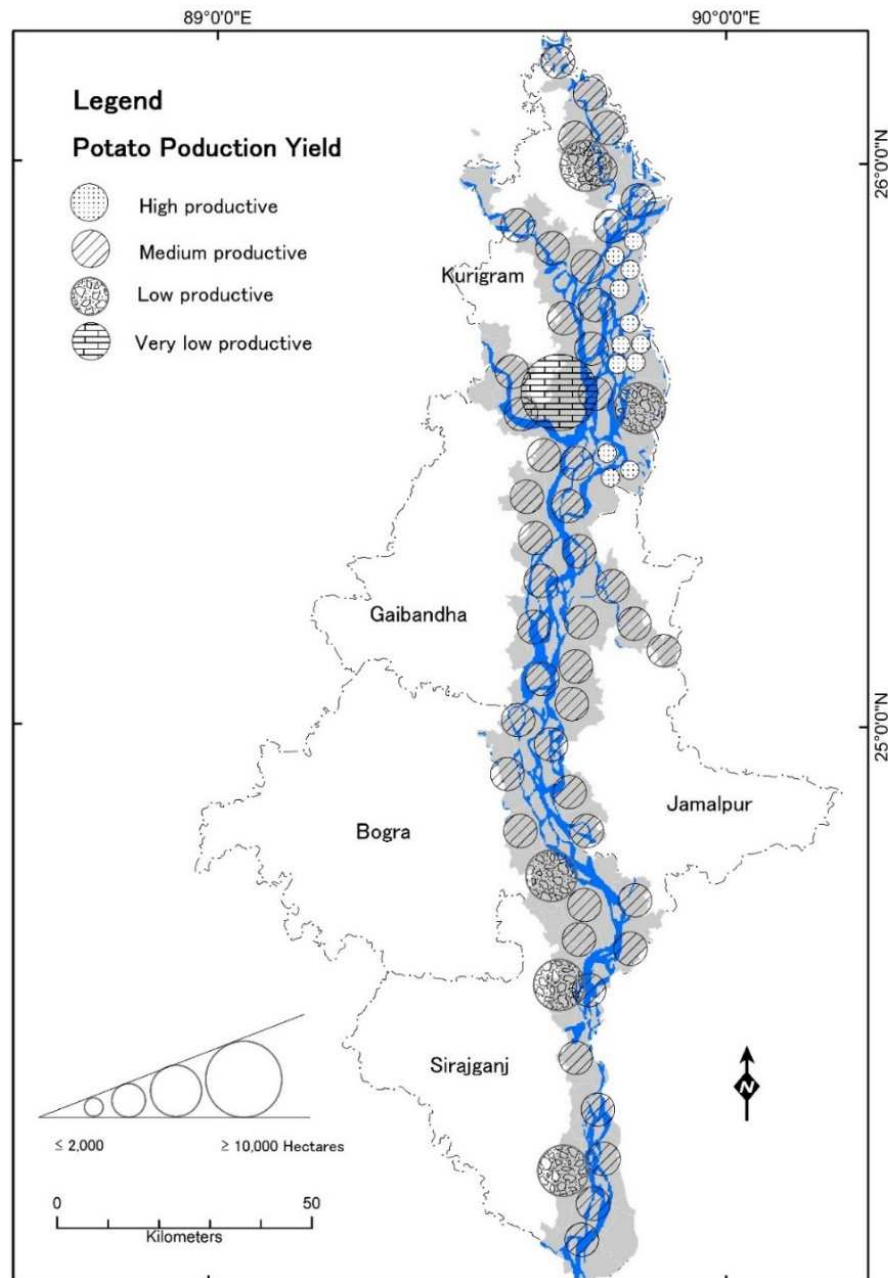 89°0'0"E
90°0'0"E
Legend
Potato Poduction Yield
High productive
Medium productive
Low productive
Very low productive
26°0'0"N
Kurigram
Gaibandha
25°0'0"N
Jamalpur
Bogra
Sirajganj
N
≤ 2,000
≥ 10,000 Hectares
0
50
Kilometers